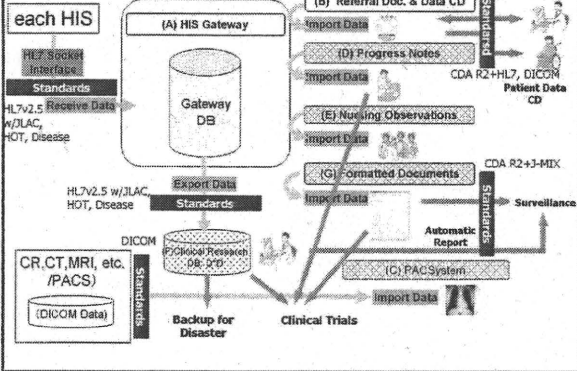 each HIS
HL7 Socket
Interface
Standards
HL7v2.5
w/JLAC,
HOT, Disease
Receive Data
(A) HIS Gateway
Gateway
DB
Export Data
HL7v2.5 w/JLAC,
HOT, Disease
Standards
(B) Referral Doc. & Data CD
Import Data
Standards
(D) Progress Notes
Import Data
CDA R2+HL7, DICOM
Patient Data
CD
(E) Nursing Observations
Import Data
(G) Formatted Documents
CDA R2+J-MIX
Import Data
Standards
Surveillance
Automatic
Report
DICOM
(F)Clinical Research
CR,CT,MRI, etc.
/PACS)
(DICOM Data)
Standards
(C) PACSystem
Import Data
Backup for
Disaster
Clinical Trials